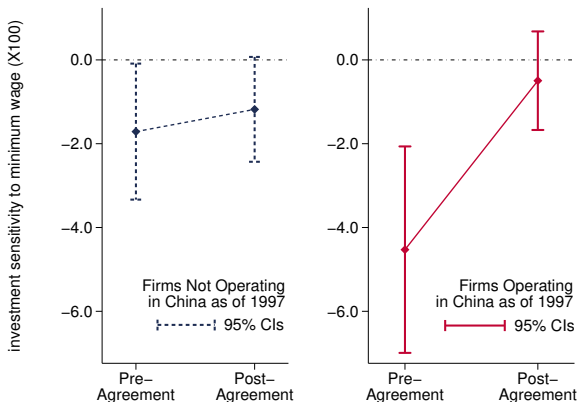 investment sensitivity to minimum wage (X100)
0.0
−2.0
−4.0
−6.0
Firms Not Operating
in China as of 1997
95% CIs
Pre−
Agreement
Post−
Agreement
0.0
−2.0
−4.0
−6.0
Firms Operating
in China as of 1997
95% CIs
Pre−
Agreement
Post−
Agreement